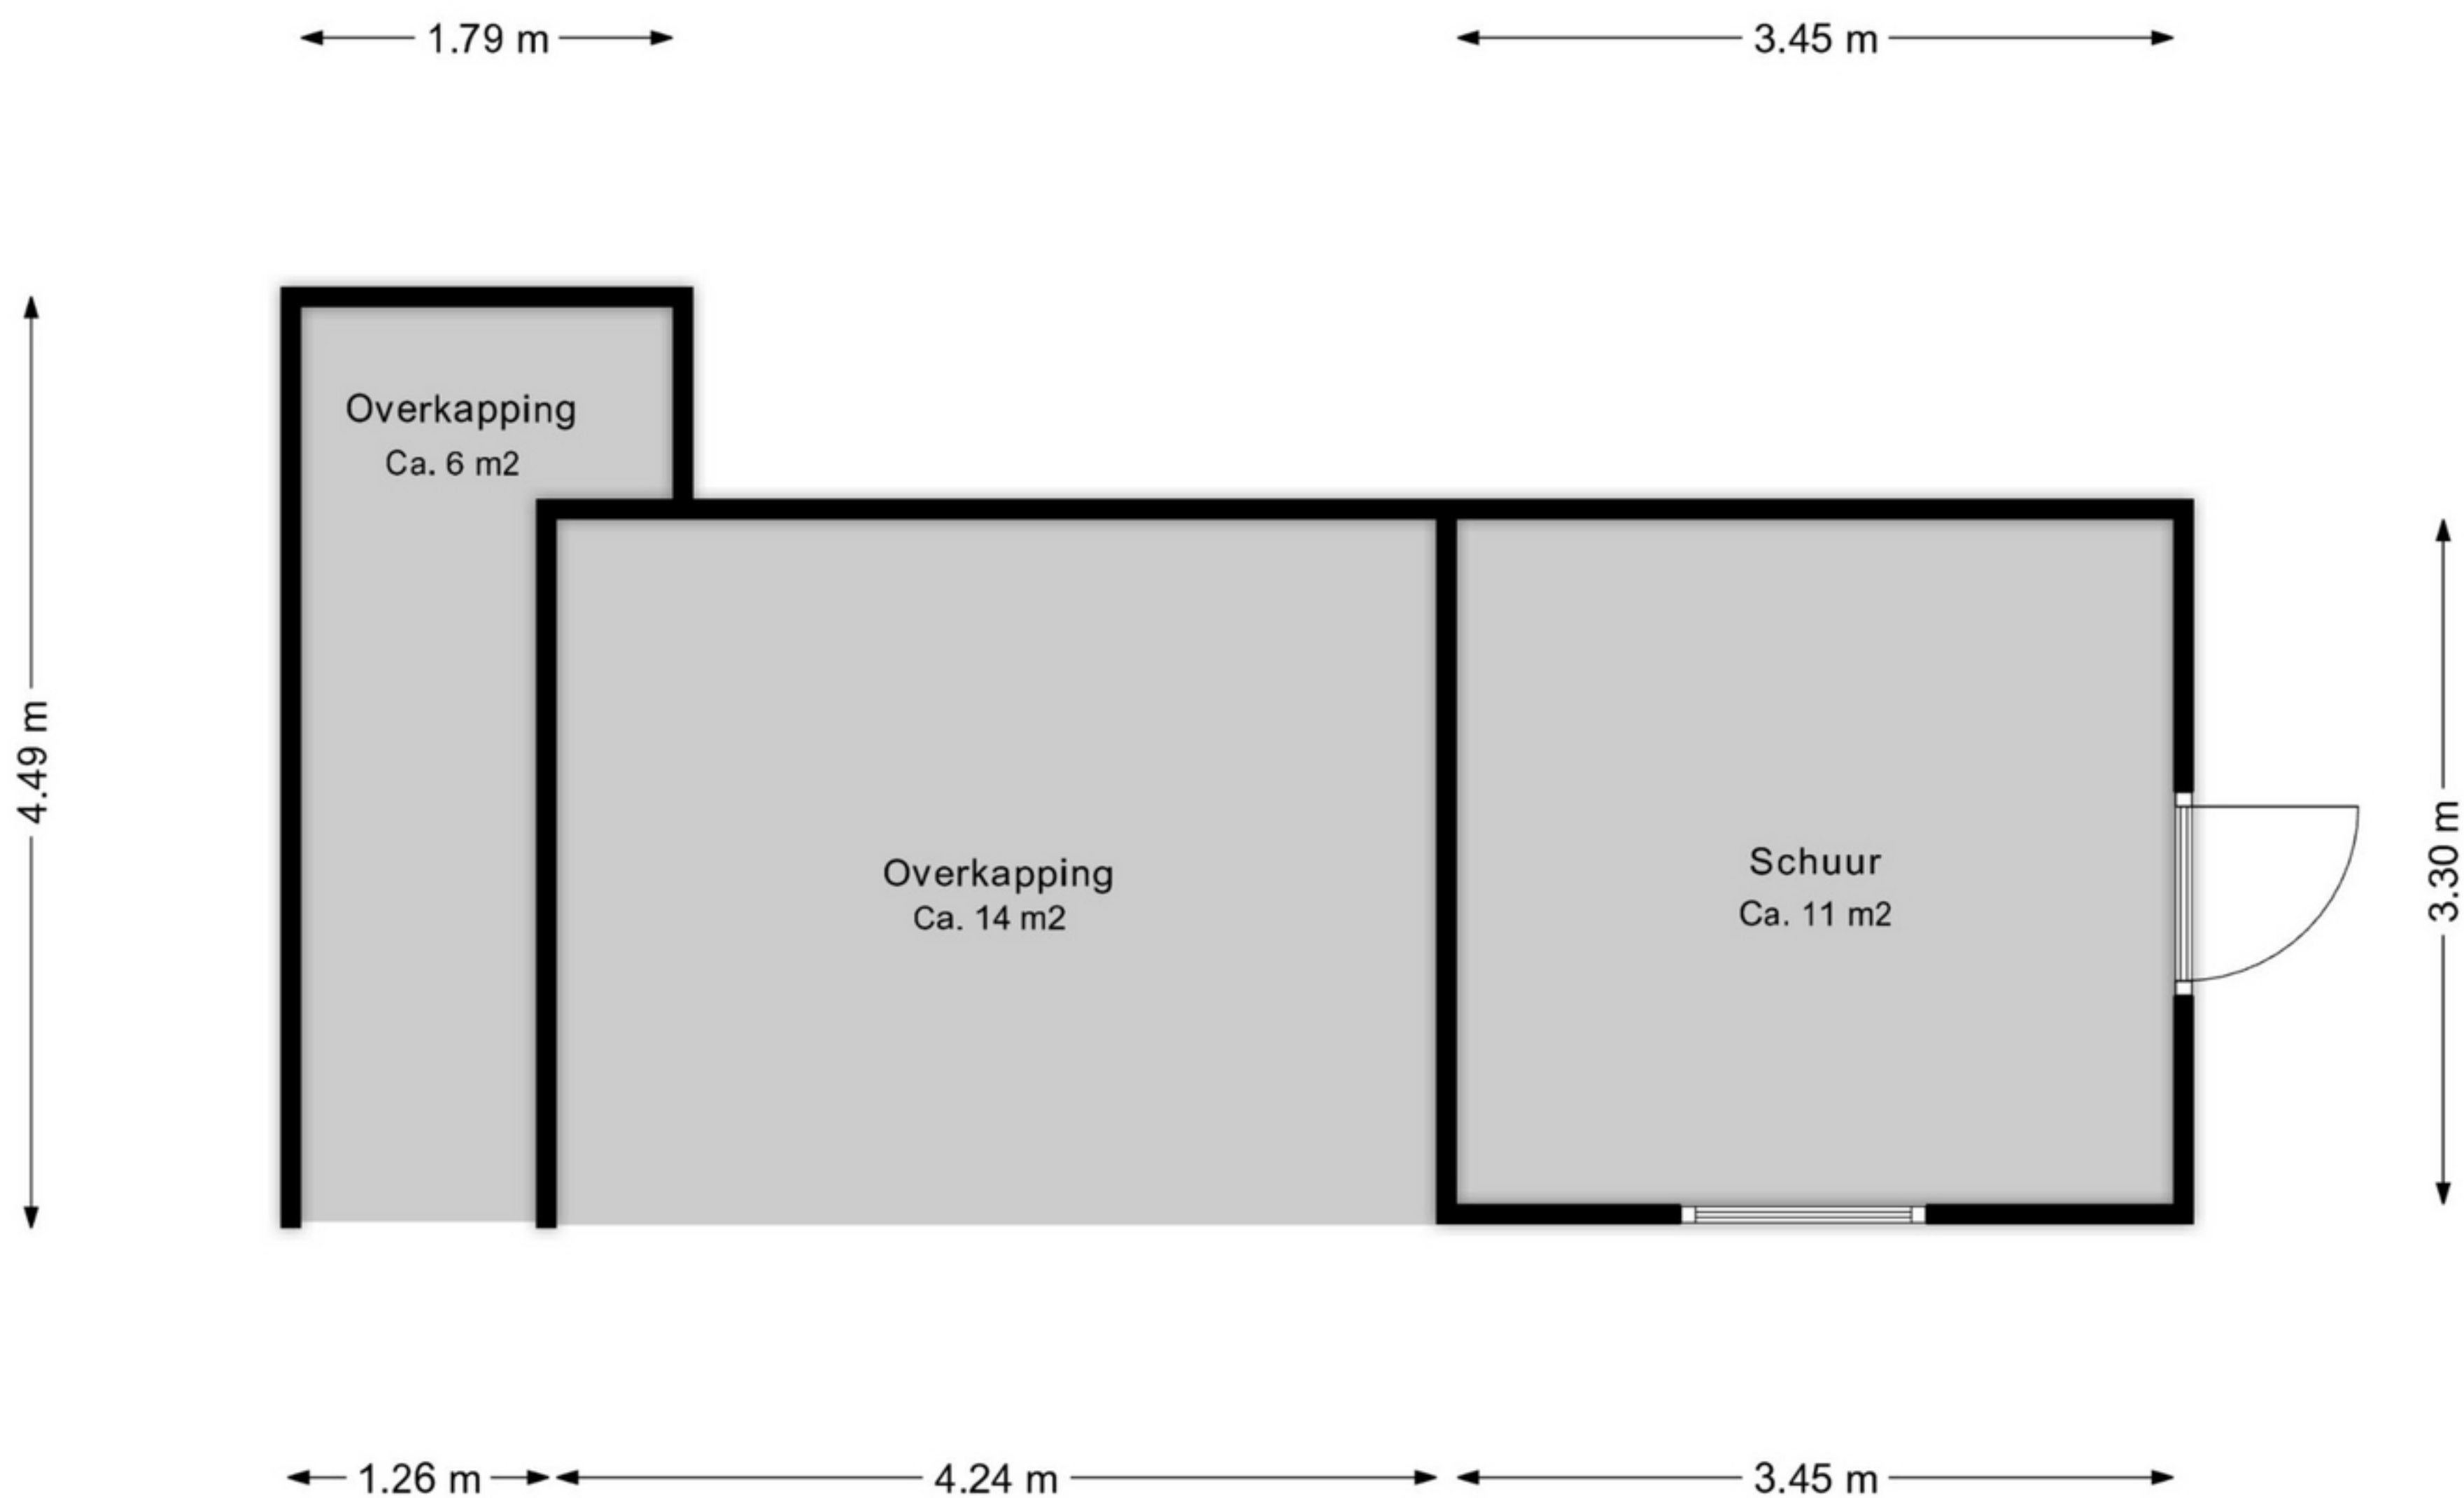 1.79 m
3.45 m
Overkapping
Ca. 6 m2
4.49 m
Overkapping
Ca. 14 m2
Schuur
Ca. 11 m2
3.30 m
1.26 m
4.24 m
3.45 m